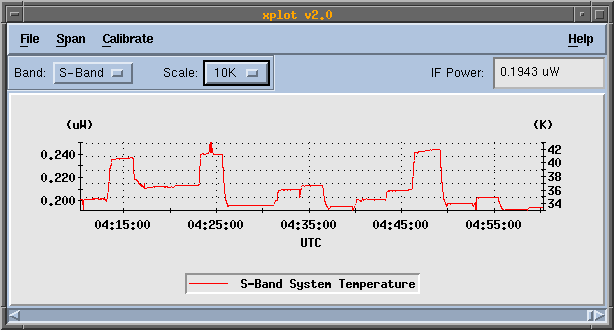 xplot v2.0
File Span Calibrate Help
Band: S-Band Scale: 10K IF Power: 0.1943 uW
(uW) (K)
0.240 0.220 0.200
42 40 38 36 34
04:15:00 04:25:00 04:35:00 04:45:00 04:55:00
UTC
S-Band System Temperature